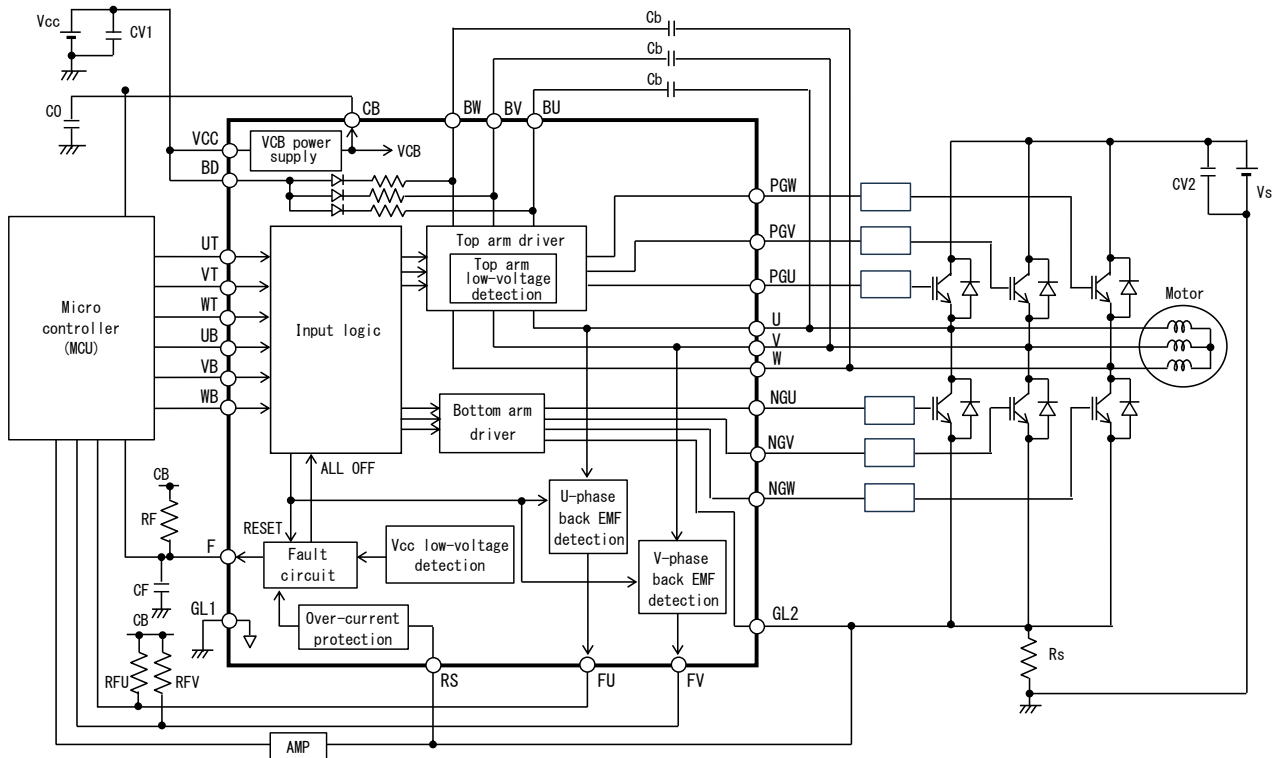 Vcc
CV1
Cb
Cb
Cb
C0
CB
BW
BV
BU
VCC
VCB power
supply
VCB
BD
CV2
Vs
PGW
PGV
PGU
UT
VT
WT
UB
VB
WB
Micro
controller
(MCU)
Input logic
Top arm driver
Top arm
low-voltage
detection
Motor
U
V
W
Bottom arm
driver
NGU
NGV
NGW
ALL OFF
CB
RF
RESET
F
Fault
circuit
Vcc low-voltage
detection
U-phase
back EMF
detection
V-phase
back EMF
detection
CF
GL1
Over-current
protection
GL2
CB
RFU
RFV
RS
FU
FV
Rs
AMP